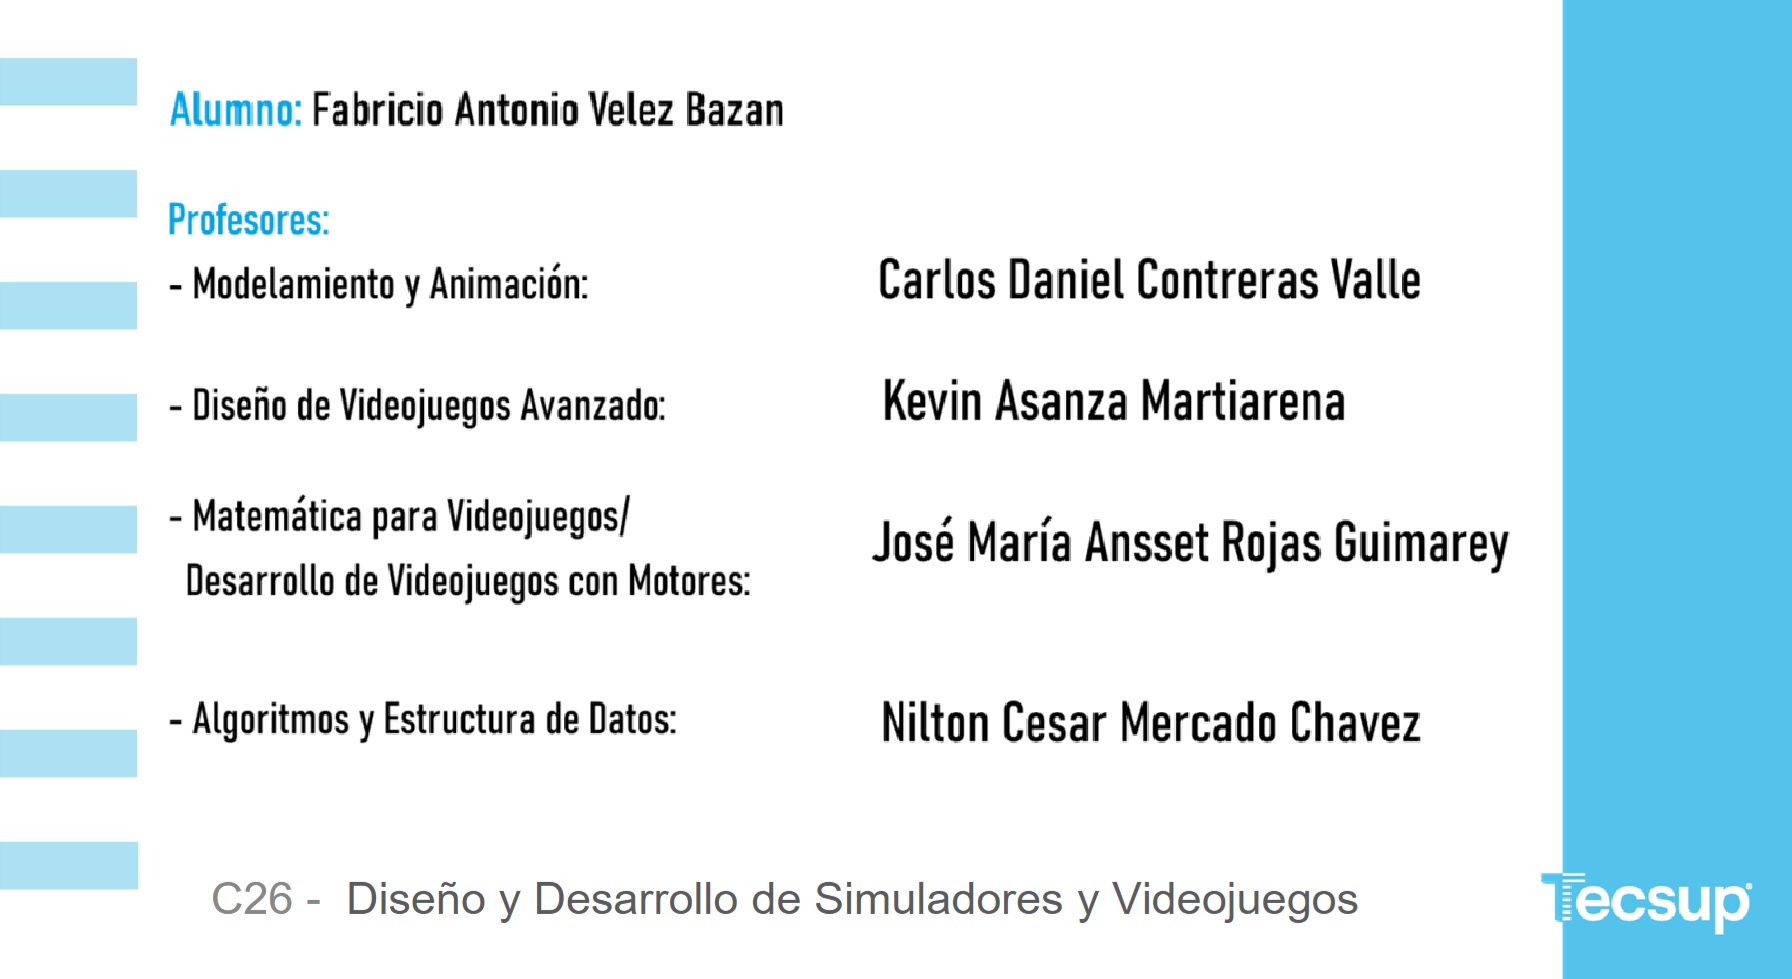 Alumno: Fabricio Antonio Velez Bazan
Profesores:
- Modelamiento y Animación: Carlos Daniel Contreras Valle
- Diseño de Videojuegos Avanzado: Kevin Asanza Martiarena
- Matemática para Videojuegos/
Desarrollo de Videojuegos con Motores: José María Ansset Rojas Guimarey
- Algoritmos y Estructura de Datos: Nilton Cesar Mercado Chavez
C26 - Diseño y Desarrollo de Simuladores y Videojuegos
Tecsup